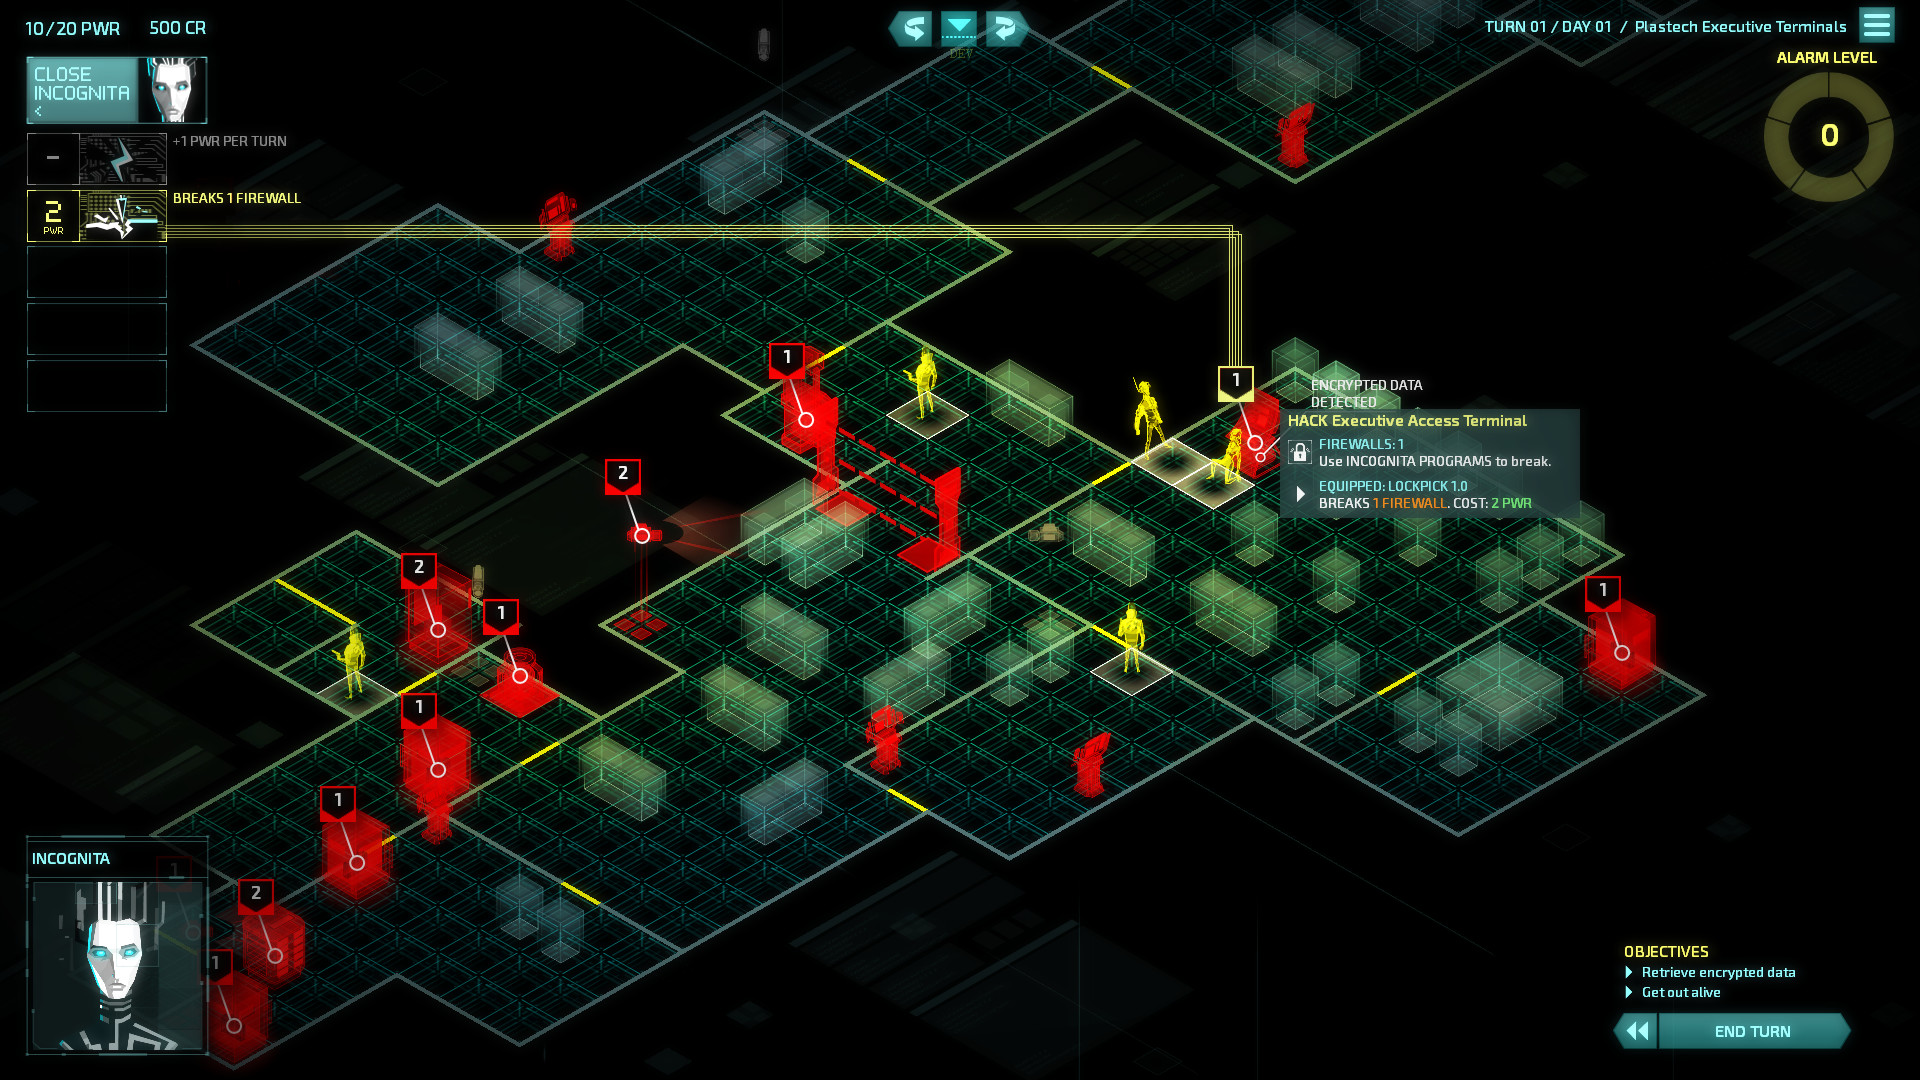 10/20 PWR 500 CR
TURN 01 / DAY 01 / Plastech Executive Terminals
DEV
ALARM LEVEL
0
CLOSE
INCOGNITA
<
+1 PWR PER TURN
–
BREAKS 1 FIREWALL
2
PWR
1
1
ENCRYPTED DATA
DETECTED
HACK Executive Access Terminal
FIREWALLS: 1
Use INCOGNITA PROGRAMS to break.
EQUIPPED: LOCKPICK 1.0
BREAKS 1 FIREWALL. COST: 2 PWR
2
2
1
1
1
1
INCOGNITA
1
2
1
OBJECTIVES
Retrieve encrypted data
Get out alive
END TURN